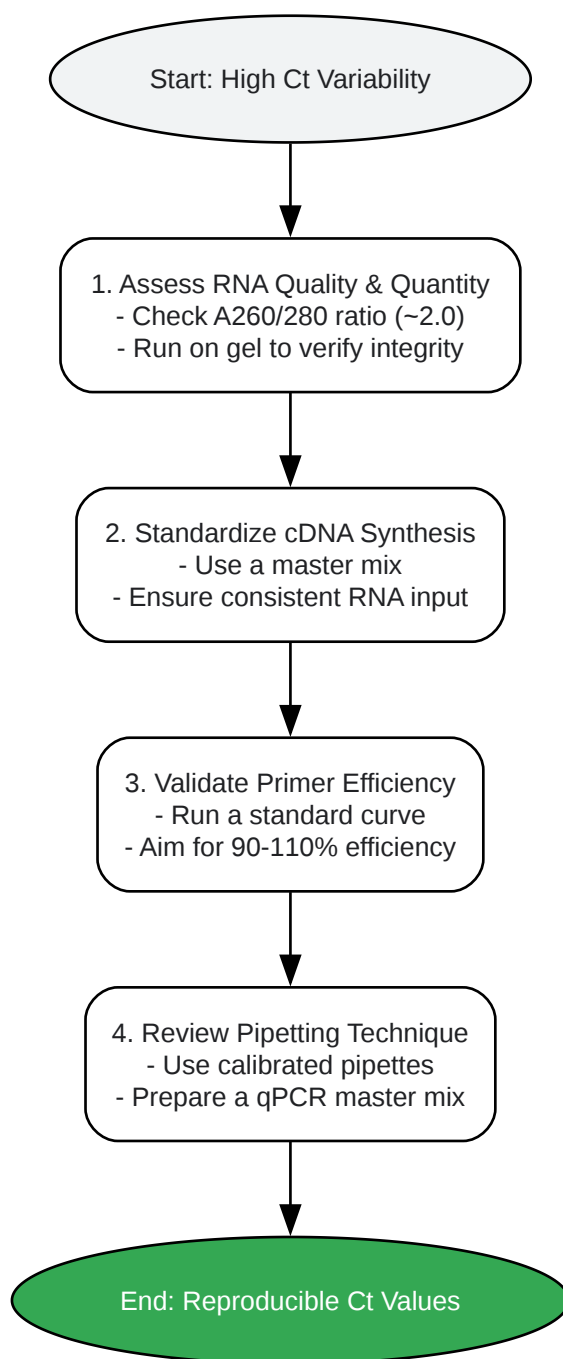 Start: High Ct Variability
1. Assess RNA Quality & Quantity
- Check A260/280 ratio (~2.0)
- Run on gel to verify integrity
2. Standardize cDNA Synthesis
- Use a master mix
- Ensure consistent RNA input
3. Validate Primer Efficiency
- Run a standard curve
- Aim for 90-110% efficiency
4. Review Pipetting Technique
- Use calibrated pipettes
- Prepare a qPCR master mix
End: Reproducible Ct Values